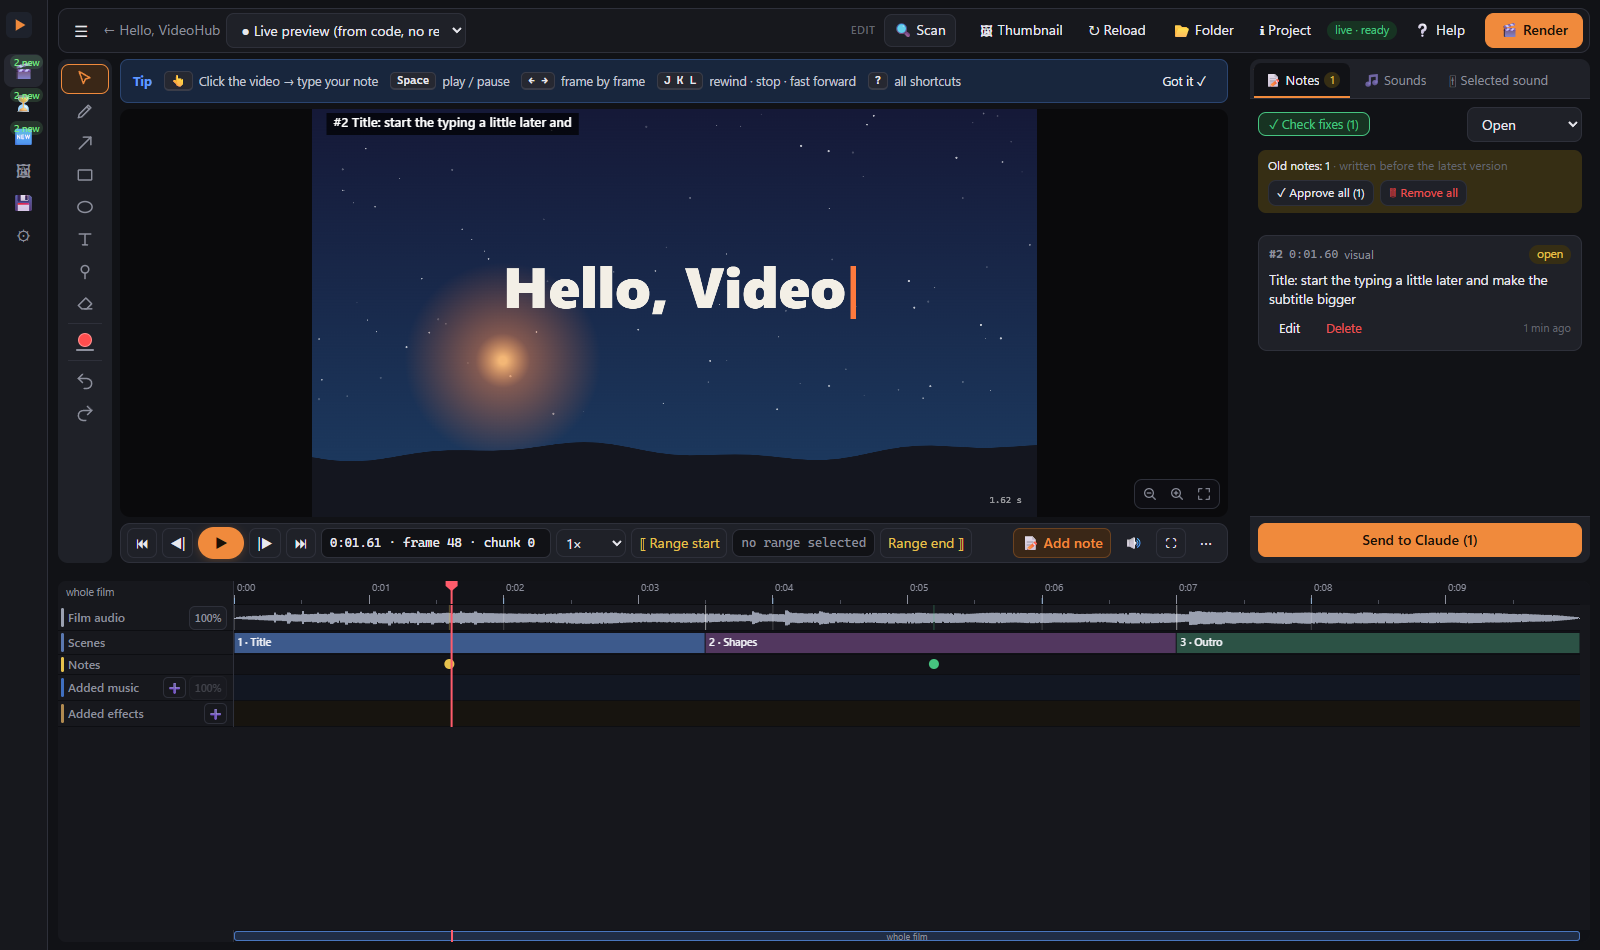 ☰ ← Hello, VideoHub ● Live preview (from code, no re EDIT Scan Thumbnail ↻ Reload Folder Project live · ready ? Help Render
2 new
2 new
2 new
NEW
Tip Click the video → type your note Space play / pause ← → frame by frame J K L rewind · stop · fast forward ? all shortcuts Got it ✓
#2 Title: start the typing a little later and
Hello, Video
1.62 s
0:01.61 · frame 48 · chunk 0 1× ⟦ Range start no range selected Range end ⟧ Add note ···
Notes 1 Sounds Selected sound
✓ Check fixes (1) Open
Old notes: 1 · written before the latest version
✓ Approve all (1) Remove all
#2 0:01.60 visual open
Title: start the typing a little later and make the
subtitle bigger
Edit Delete 1 min ago
Send to Claude (1)
whole film 0:00 0:01 0:02 0:03 0:04 0:05 0:06 0:07 0:08 0:09
Film audio 100%
Scenes 1 · Title 2 · Shapes 3 · Outro
Notes
Added music + 100%
Added effects +
whole film